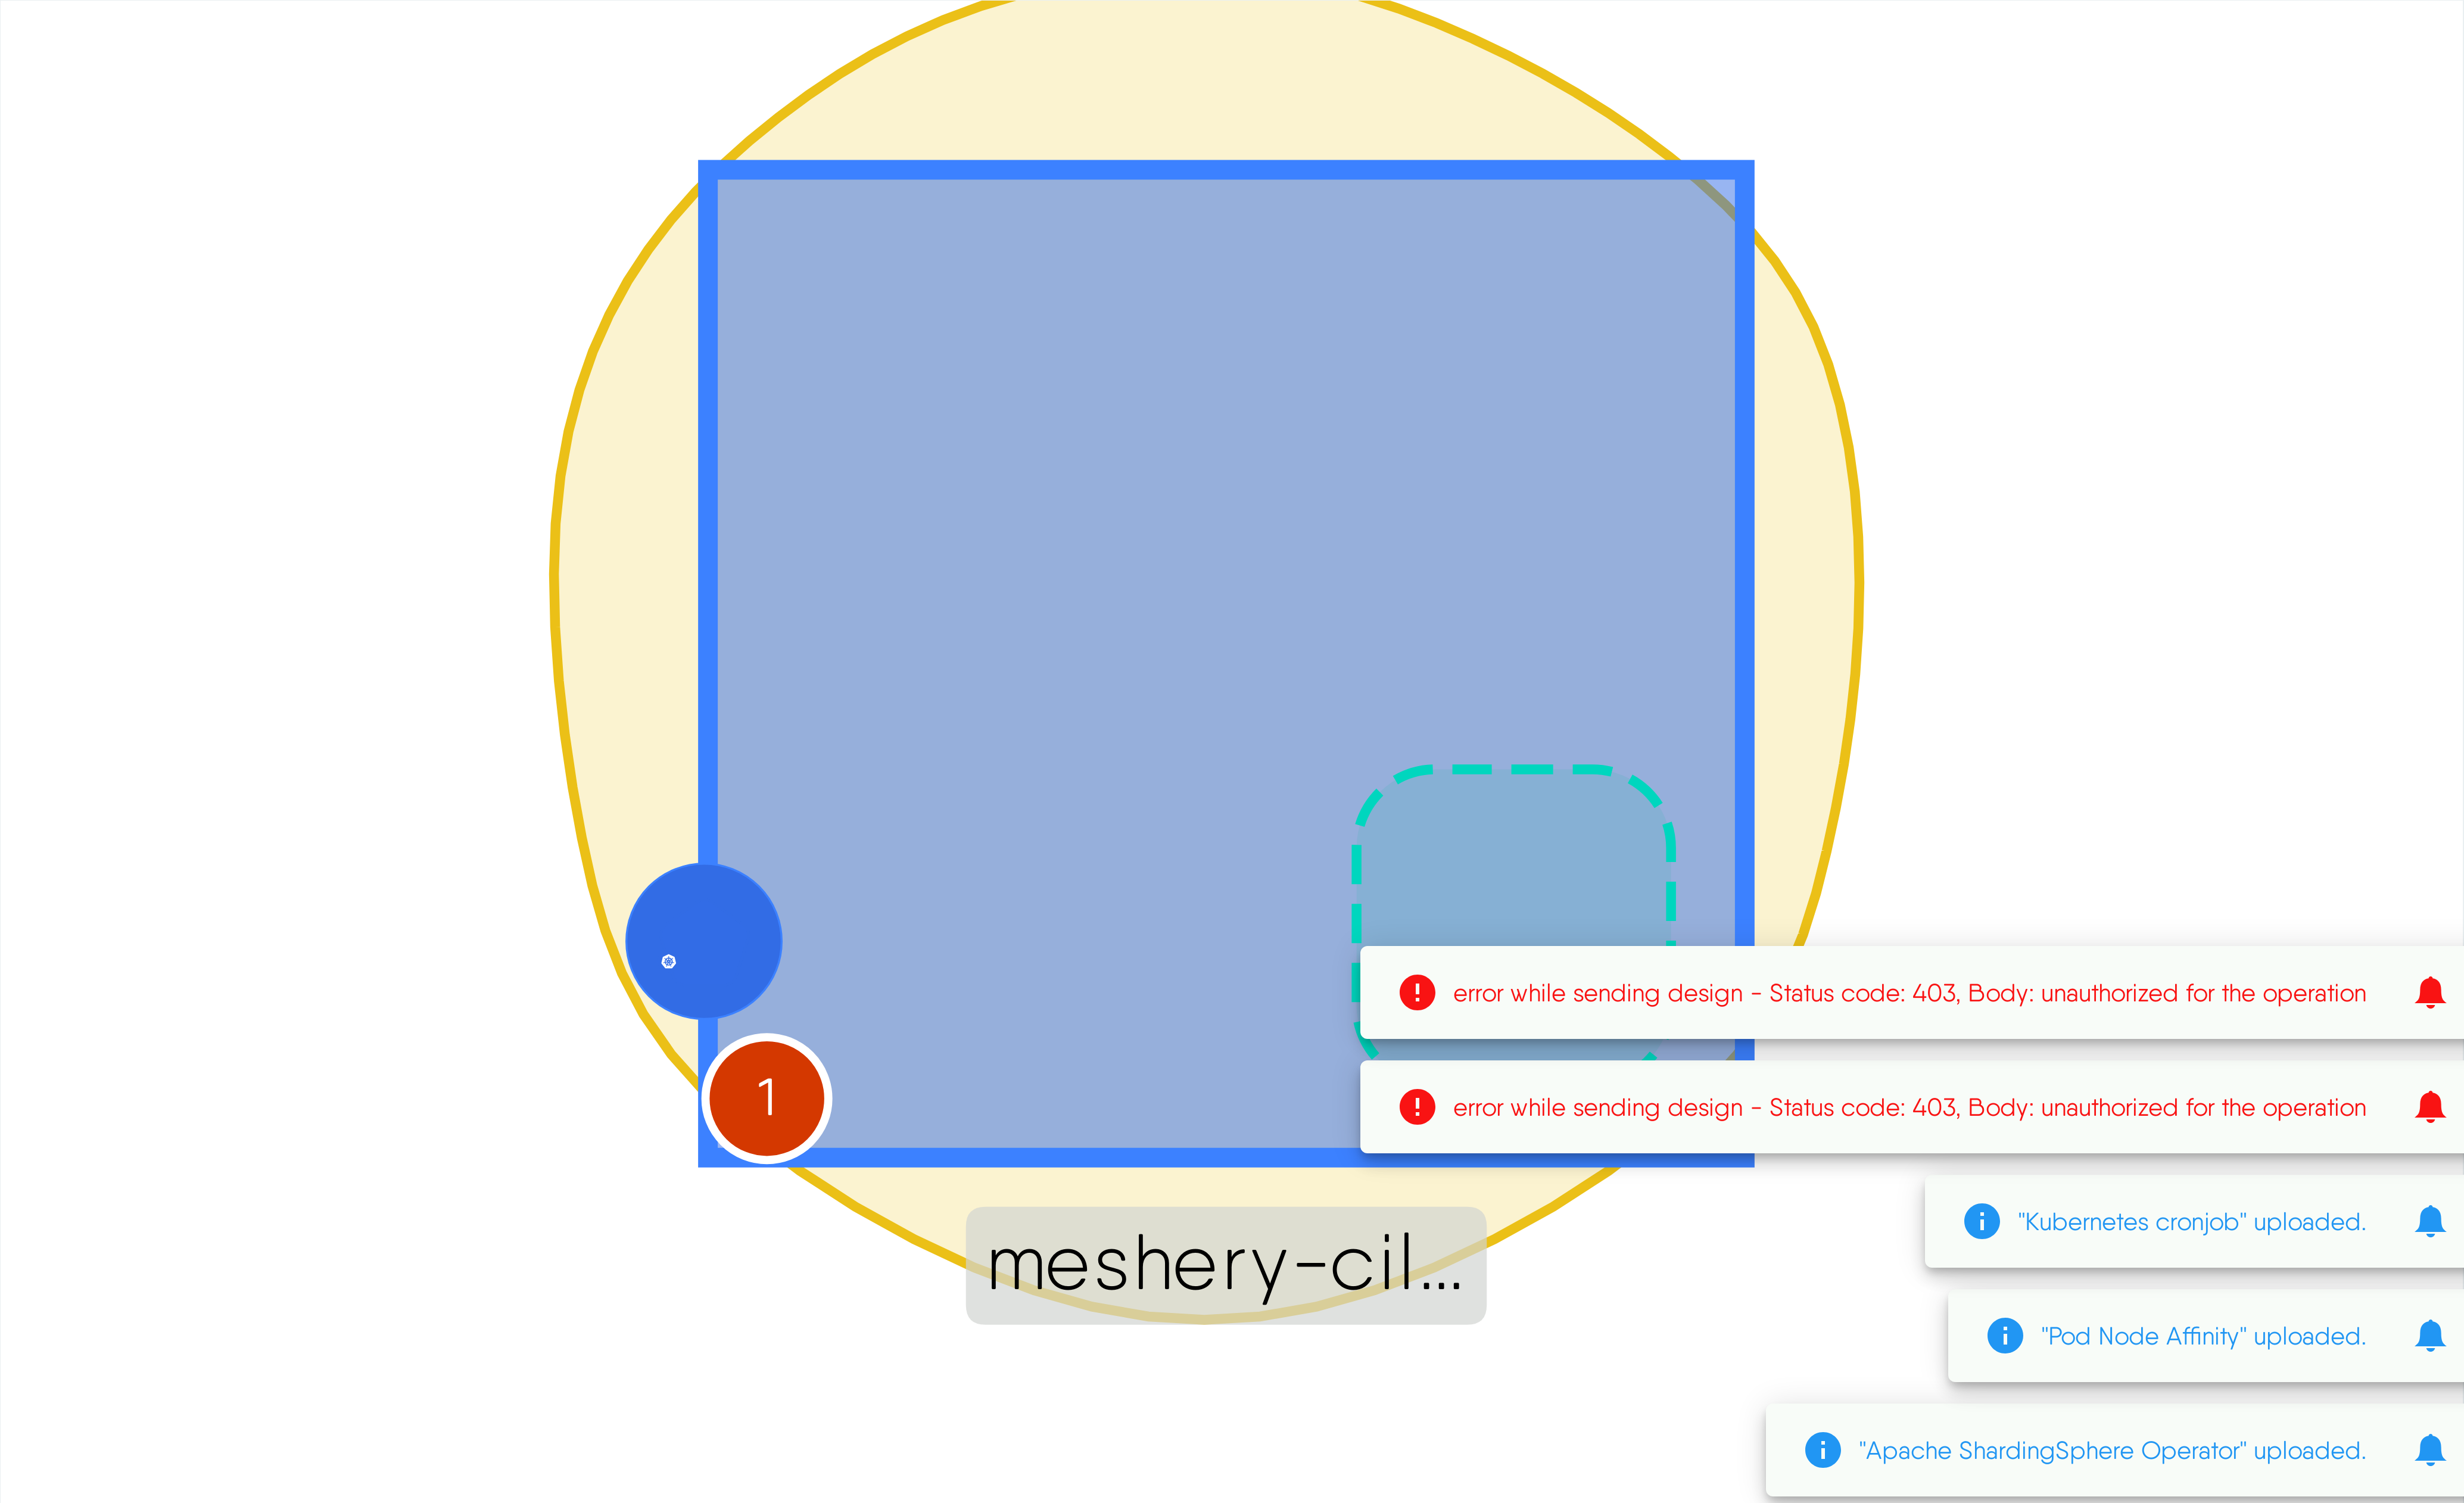 error while sending design - Status code: 403, Body: unauthorized for the operation
1
error while sending design - Status code: 403, Body: unauthorized for the operation
"Kubernetes cronjob" uploaded.
meshery-cil...
"Pod Node Affinity" uploaded.
"Apache ShardingSphere Operator" uploaded.